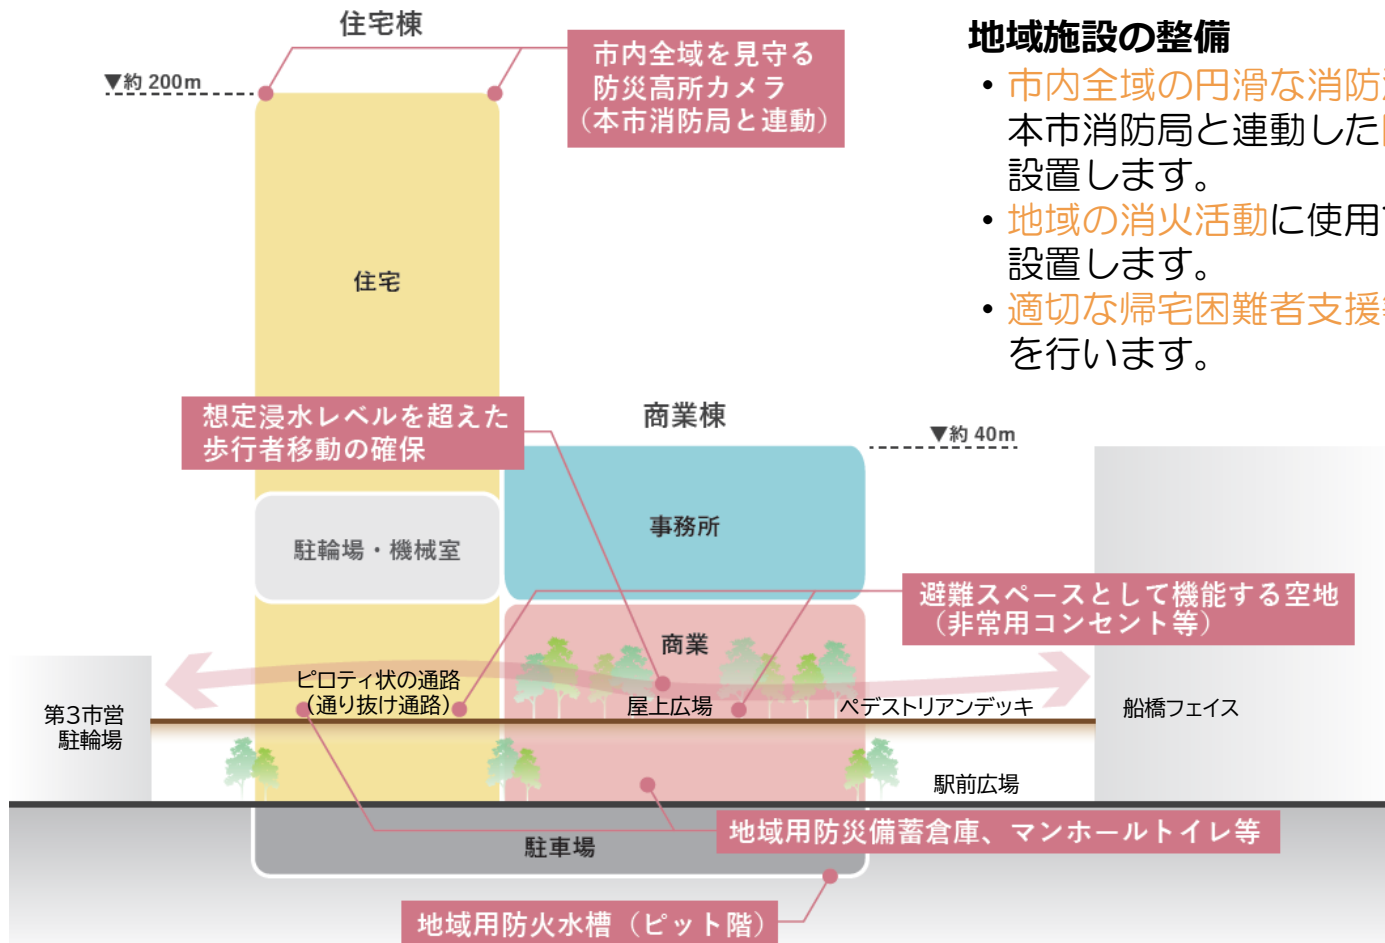 住宅棟
▼約 200m
市内全域を見守る
防災高所カメラ
（本市消防局と連動）
地域施設の整備
• 市内全域の円滑な消防
本市消防局と連動した
設置します。
• 地域の消火活動に使用
設置します。
• 適切な帰宅困難者支援
を行います。
住宅
想定浸水レベルを超えた
歩行者移動の確保
商業棟
▼約 40m
駐輪場・機械室
事務所
避難スペースとして機能する空地
（非常用コンセント等）
商業
ピロティ状の通路
（通り抜け通路）
屋上広場
ペデストリアンデッキ
船橋フェイス
第3市営
駐輪場
駅前広場
地域用防災備蓄倉庫、マンホールトイレ等
駐車場
地域用防火水槽（ピット階）